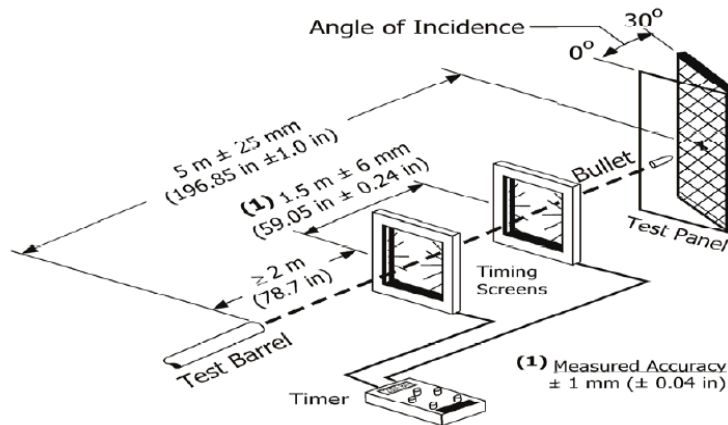 Angle of Incidence
30°
0°
5 m ± 25 mm
(196.85 in ±1.0 in)
(1) 1.5 m ± 6 mm
(59.05 in ± 0.24 in)
≥ 2 m
(78.7 in)
Bullet
Test Panel
Timing
Screens
Test Barrel
Timer
(1) Measured Accuracy
± 1 mm (± 0.04 in)